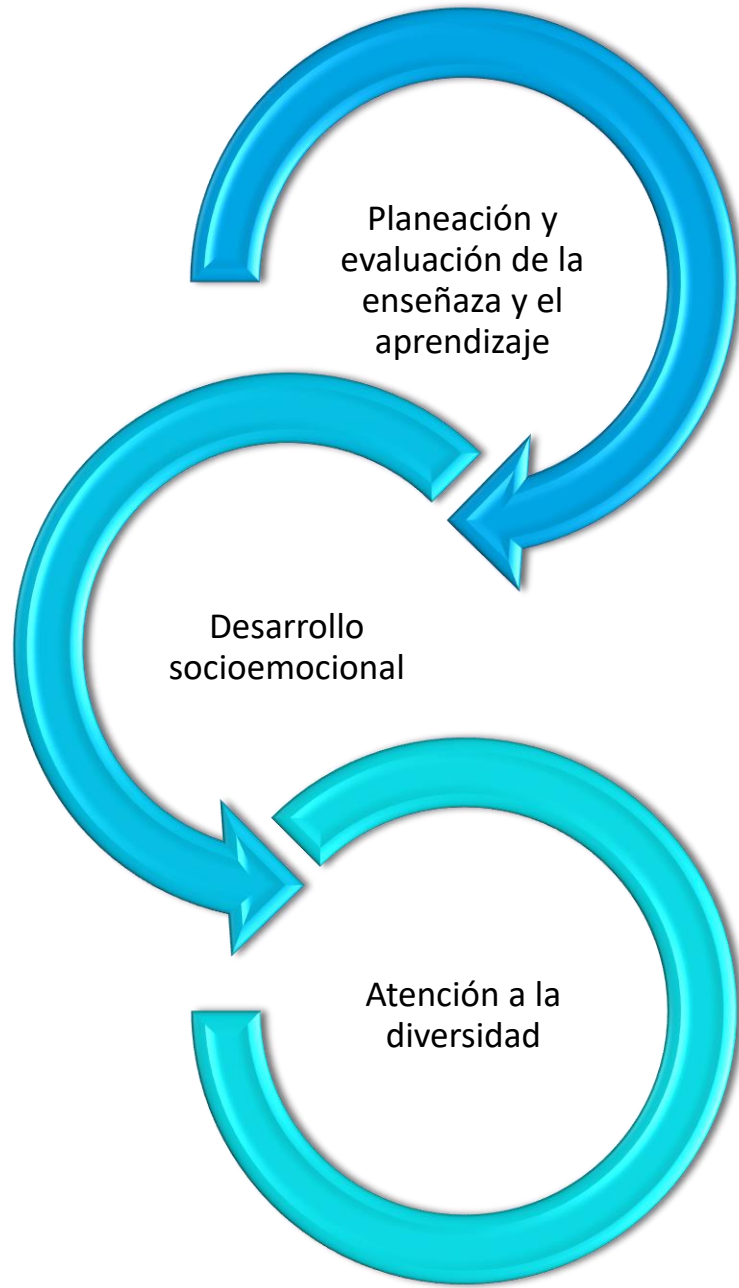 Planeación y
evaluación de la
enseñaza y el
aprendizaje
Desarrollo
socioemocional
Atención a la
diversidad